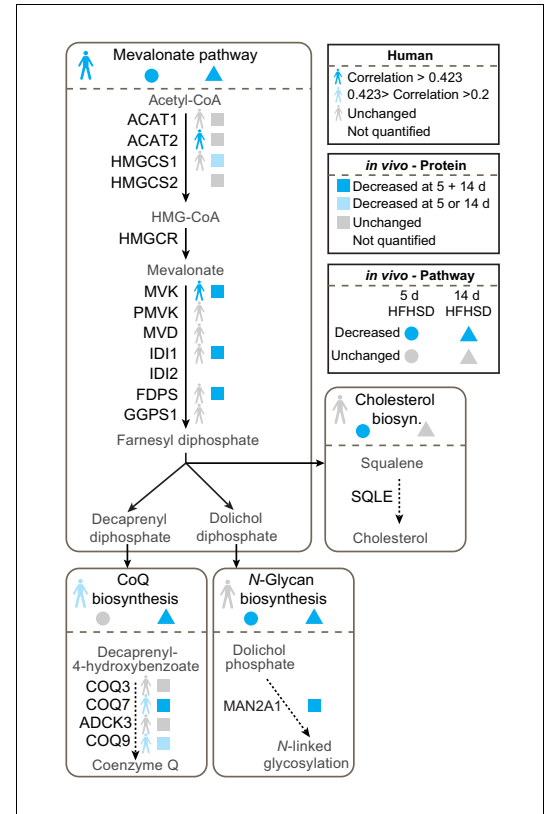 Mevalonate pathway
Acetyl-CoA
ACAT1
ACAT2
HMGCS1
HMGCS2
HMG-CoA
HMGCR
Mevalonate
MVK
PMVK
MVD
IDI1
IDI2
FDPS
GGPS1
Farnesyl diphosphate
Decaprenyl
diphosphate
Dolichol
diphosphate
Human
Correlation > 0.423
0.423> Correlation >0.2
Unchanged
Not quantified
in vivo - Protein
Decreased at 5 + 14 d
Decreased at 5 or 14 d
Unchanged
Not quantified
in vivo - Pathway
5 d 14 d
HFHSD HFHSD
Decreased
Unchanged
Cholesterol
biosyn.
Squalene
SQLE
Cholesterol
CoQ
biosynthesis
Decaprenyl-
4-hydroxybenzoate
COQ3
COQ7
ADCK3
COQ9
Coenzyme Q
N-Glycan
biosynthesis
Dolichol
phosphate
MAN2A1
N-linked
glycosylation